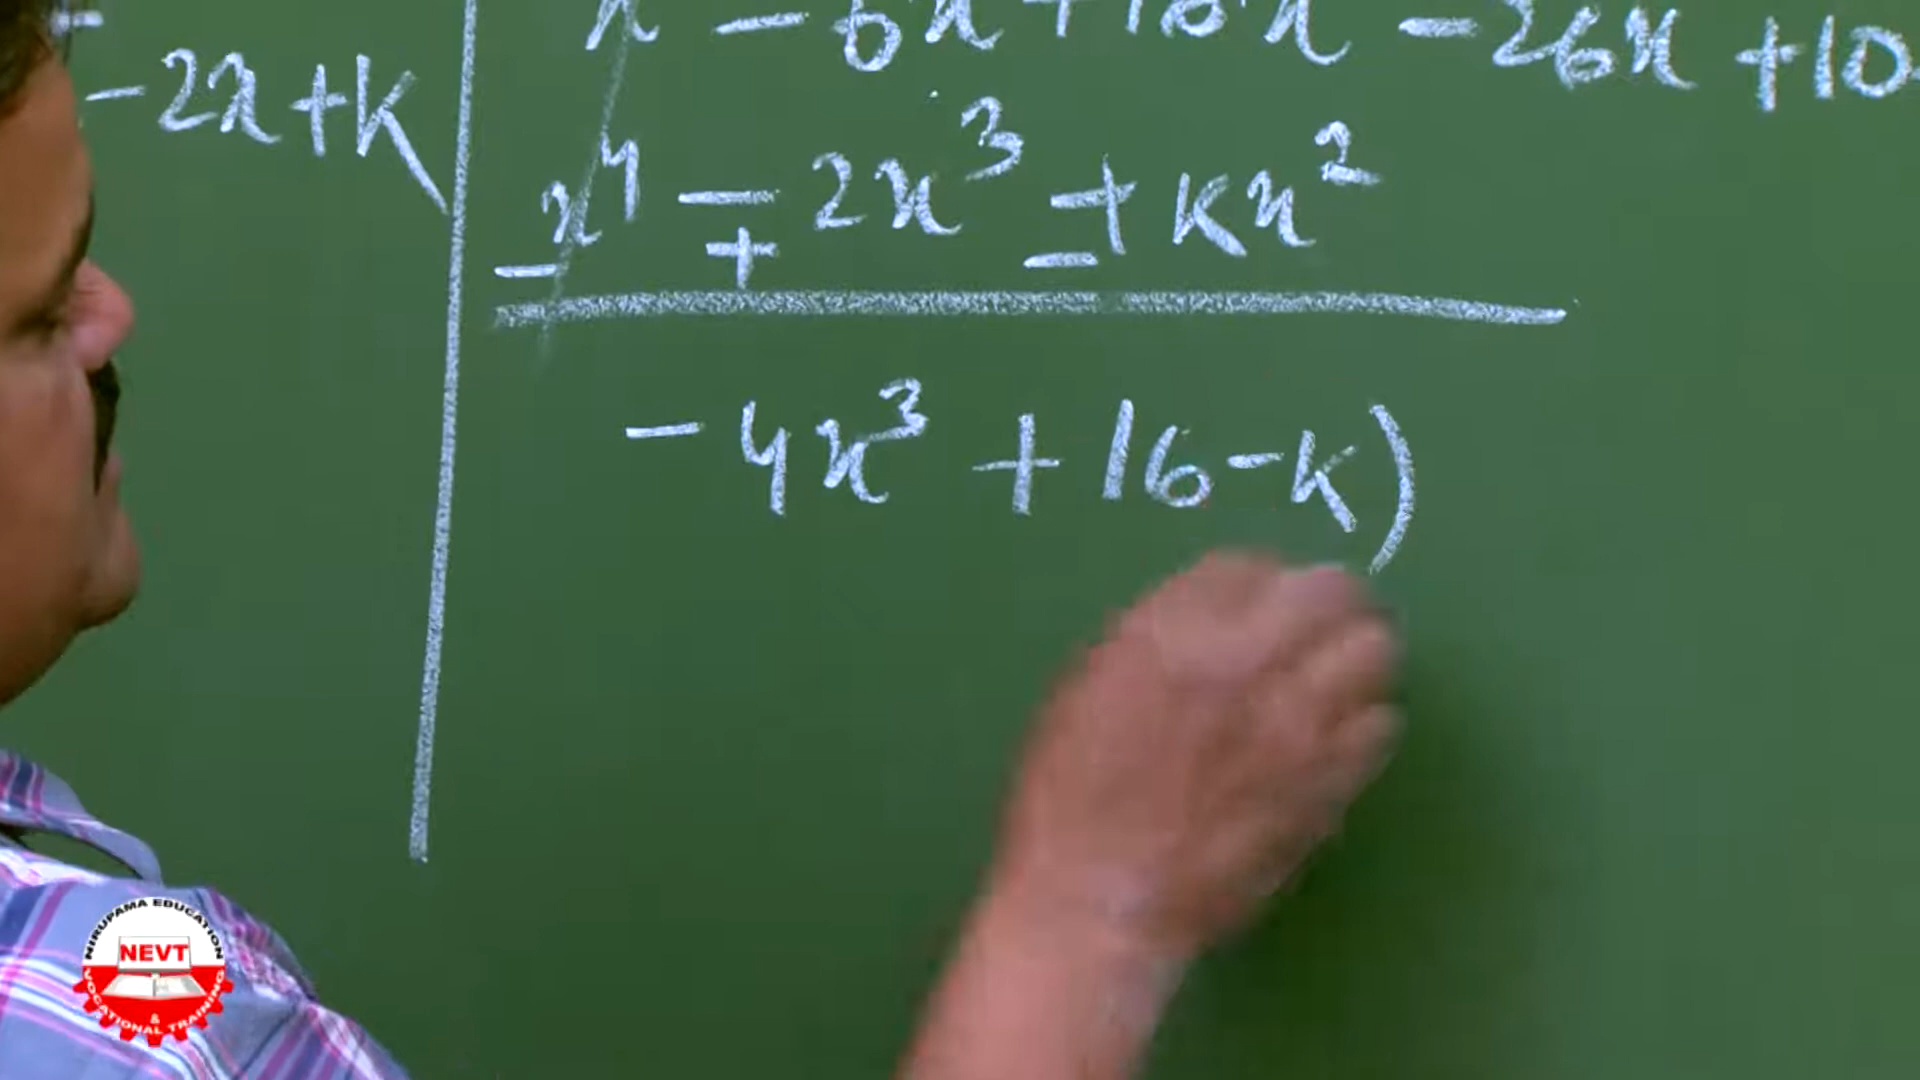 x - 6x + 16x - 26x + 10
- 2x + k
x⁴ - 2x³ + kx²
- + -
- 4x³ + 16 - k)
NIRUPAMA EDUCATION
NEVT
&
VOCATIONAL TRAINING